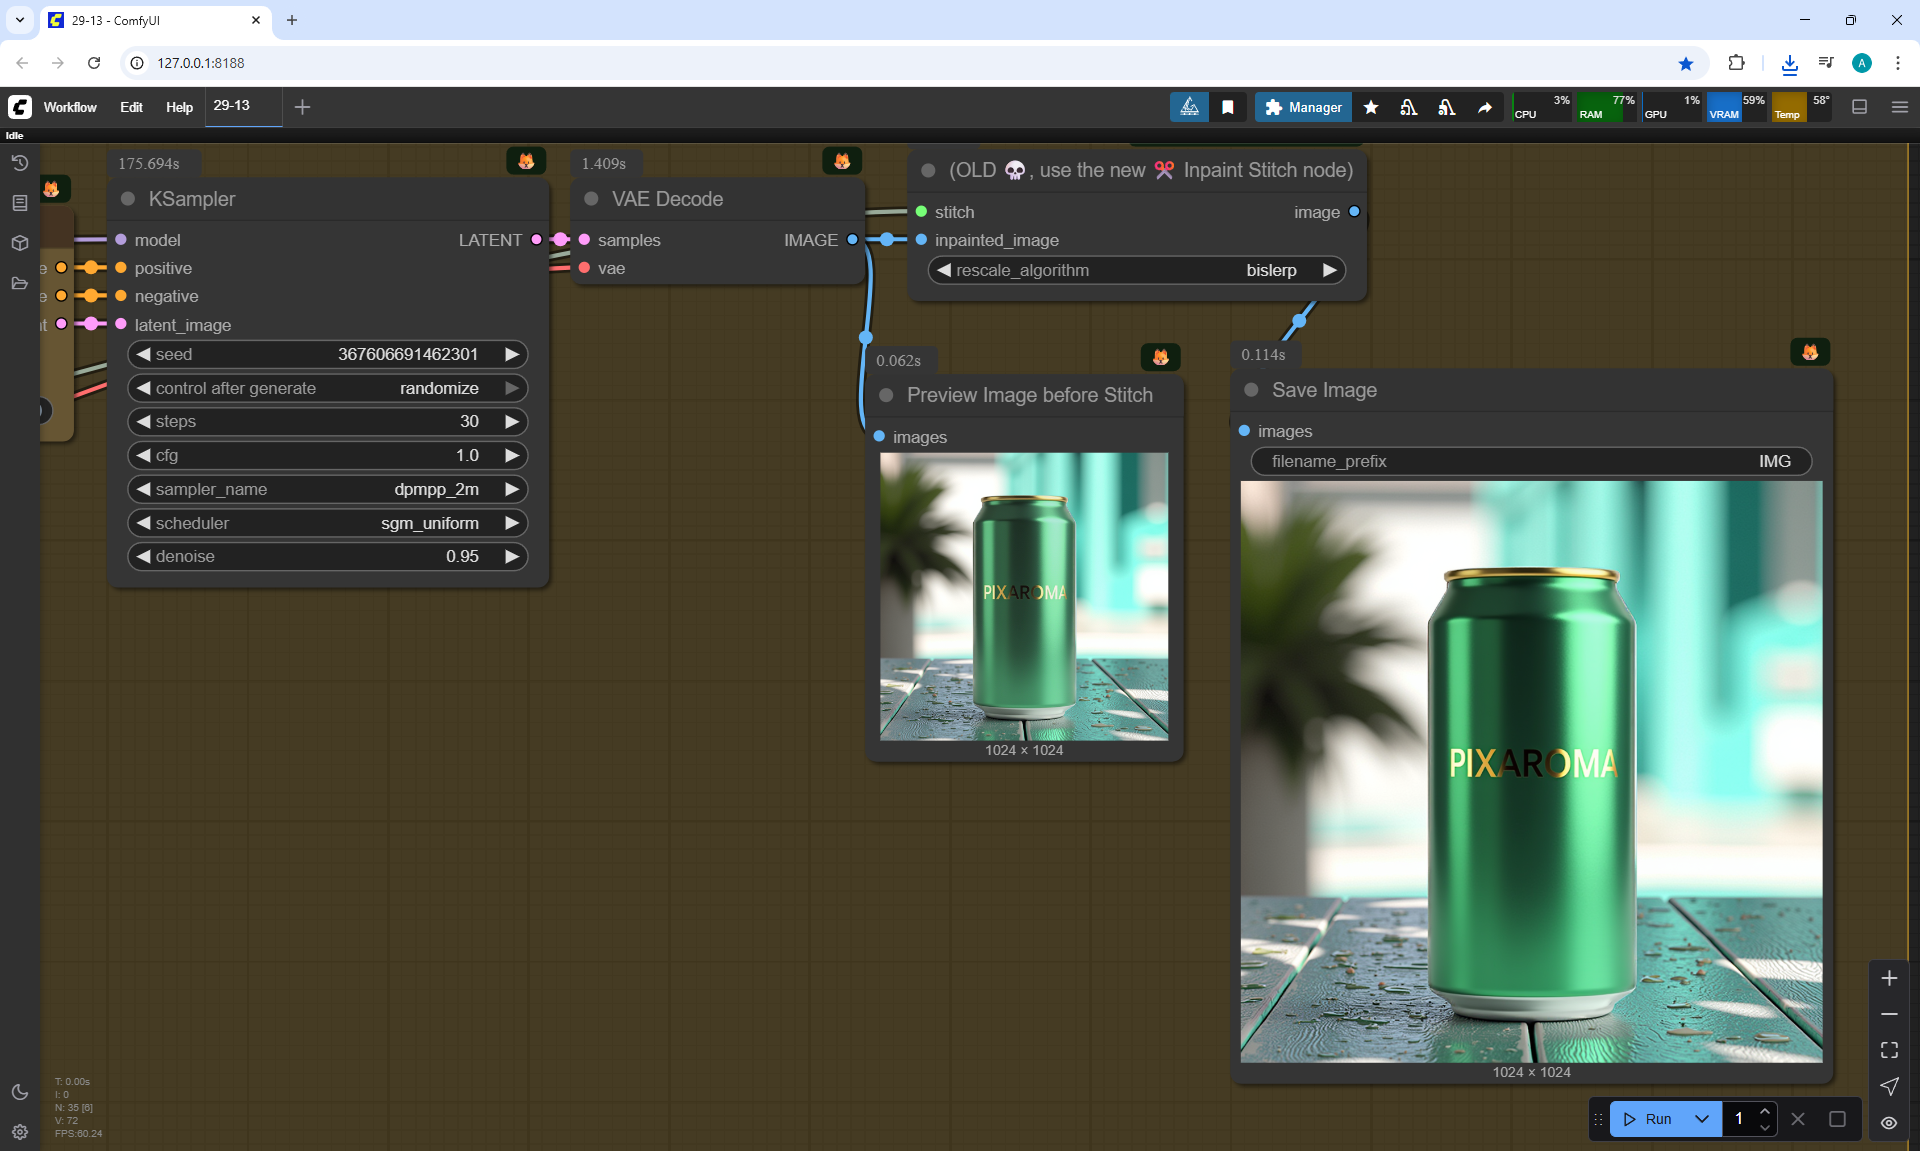 29-13 - ComfyUI
127.0.0.1:8188
A
Workflow Edit Help 29-13
Manager
CPU 3%
RAM 77%
GPU 1%
VRAM 59%
Temp 58°
Idle
175.694s
KSampler
model LATENT
positive
negative
latent_image
seed 367606691462301
control after generate randomize
steps 30
cfg 1.0
sampler_name dpmpp_2m
scheduler sgm_uniform
denoise 0.95
e
e
t
1.409s
VAE Decode
samples IMAGE
vae
(OLD 💀, use the new ✂️ Inpaint Stitch node)
stitch image
inpainted_image
rescale_algorithm bislerp
0.062s
Preview Image before Stitch
images
PIXAROMA
1024 × 1024
0.114s
Save Image
images
filename_prefix IMG
PIXAROMA
1024 × 1024
T: 0.00s
I: 0
N: 35 [6]
V: 72
FPS:60.24
Run 1